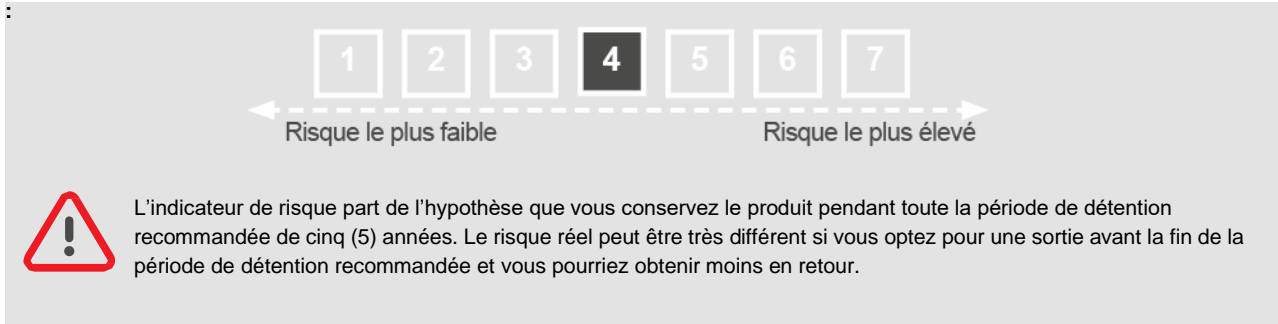 :
1 2 3 4 5 6 7
Risque le plus faible Risque le plus élevé
L'indicateur de risque part de l'hypothèse que vous conservez le produit pendant toute la période de détention
recommandée de cinq (5) années. Le risque réel peut être très différent si vous optez pour une sortie avant la fin de la
période de détention recommandée et vous pourriez obtenir moins en retour.